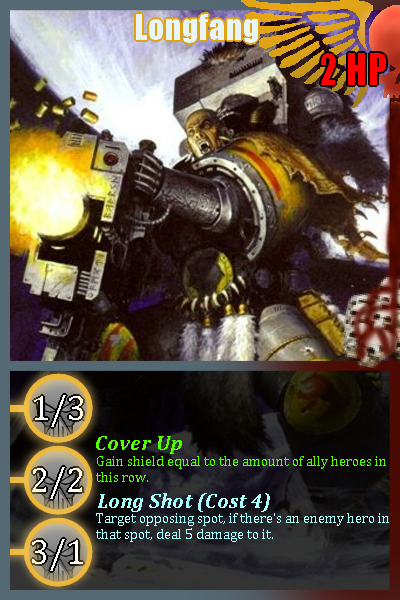 Longfang
2 HP
1/3
2/2
3/1
Cover Up
Gain shield equal to the amount of ally heroes in
this row.
Long Shot (Cost 4)
Target opposing spot, if there's an enemy hero in
that spot, deal 5 damage to it.